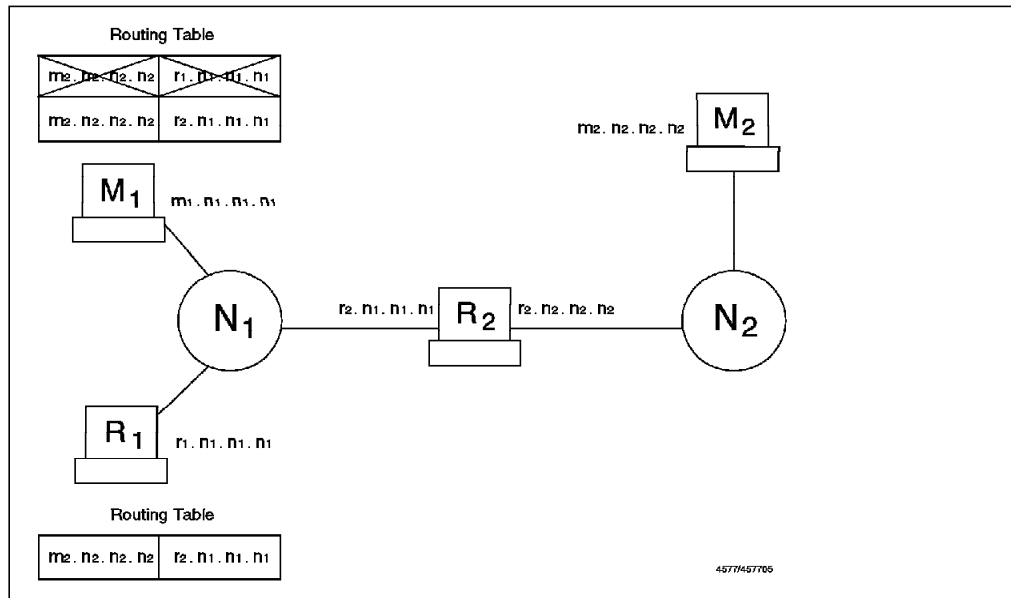 Routing Table
m₂. n₂. n₂. n₂ r₁. n₁. n₁. n₁
m₂. n₂. n₂. n₂ r₂. n₁. n₁. n₁
M₂
m₂. n₂. n₂. n₂
M₁
m₁. n₁. n₁. n₁
N₁
r₂. n₁. n₁. n₁
R₂
r₂. n₂. n₂. n₂
N₂
R₁
r₁. n₁. n₁. n₁
Routing Table
m₂. n₂. n₂. n₂ r₂. n₁. n₁. n₁
4577/457705